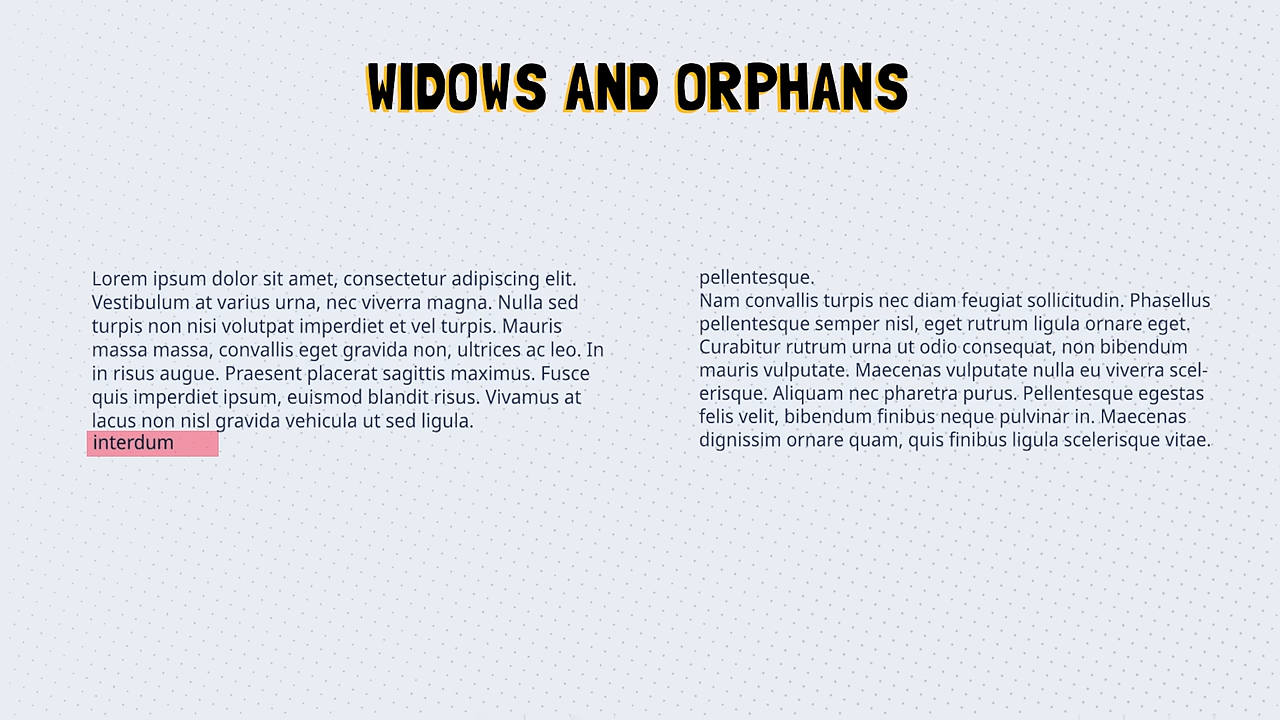 WIDOWS AND ORPHANS
Lorem ipsum dolor sit amet, consectetur adipiscing elit.
Vestibulum at varius urna, nec viverra magna. Nulla sed
turpis non nisi volutpat imperdiet et vel turpis. Mauris
massa massa, convallis eget gravida non, ultrices ac leo. In
in risus augue. Praesent placerat sagittis maximus. Fusce
quis imperdiet ipsum, euismod blandit risus. Vivamus at
lacus non nisl gravida vehicula ut sed ligula.
interdum
pellentesque.
Nam convallis turpis nec diam feugiat sollicitudin. Phasellus
pellentesque semper nisl, eget rutrum ligula ornare eget.
Curabitur rutrum urna ut odio consequat, non bibendum
mauris vulputate. Maecenas vulputate nulla eu viverra scel-
erisque. Aliquam nec pharetra purus. Pellentesque egestas
felis velit, bibendum finibus neque pulvinar in. Maecenas
dignissim ornare quam, quis finibus ligula scelerisque vitae.